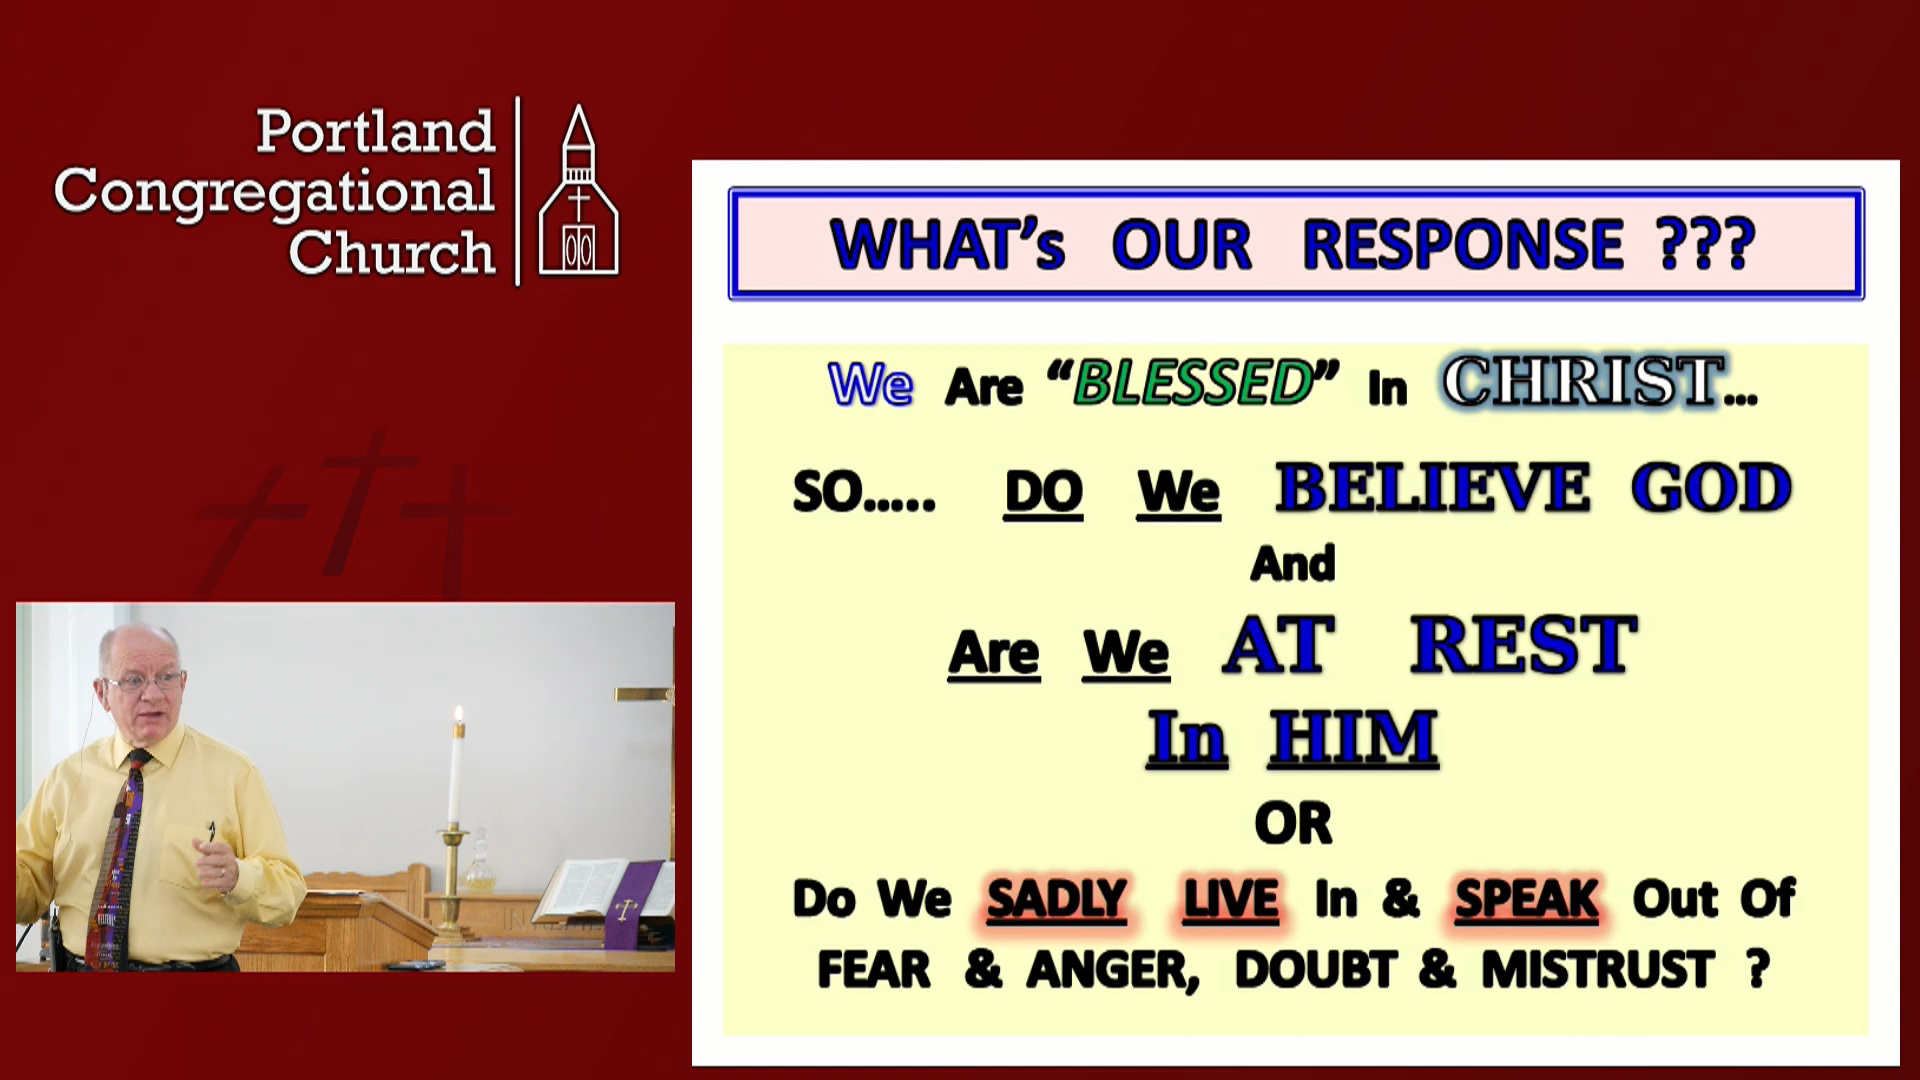 Portland
Congregational
Church
WHAT's OUR RESPONSE ???
We Are “BLESSED” In CHRIST...
SO..... DO We BELIEVE GOD
And
Are We AT REST
In HIM
OR
Do We SADLY LIVE In & SPEAK Out Of
FEAR & ANGER, DOUBT & MISTRUST ?